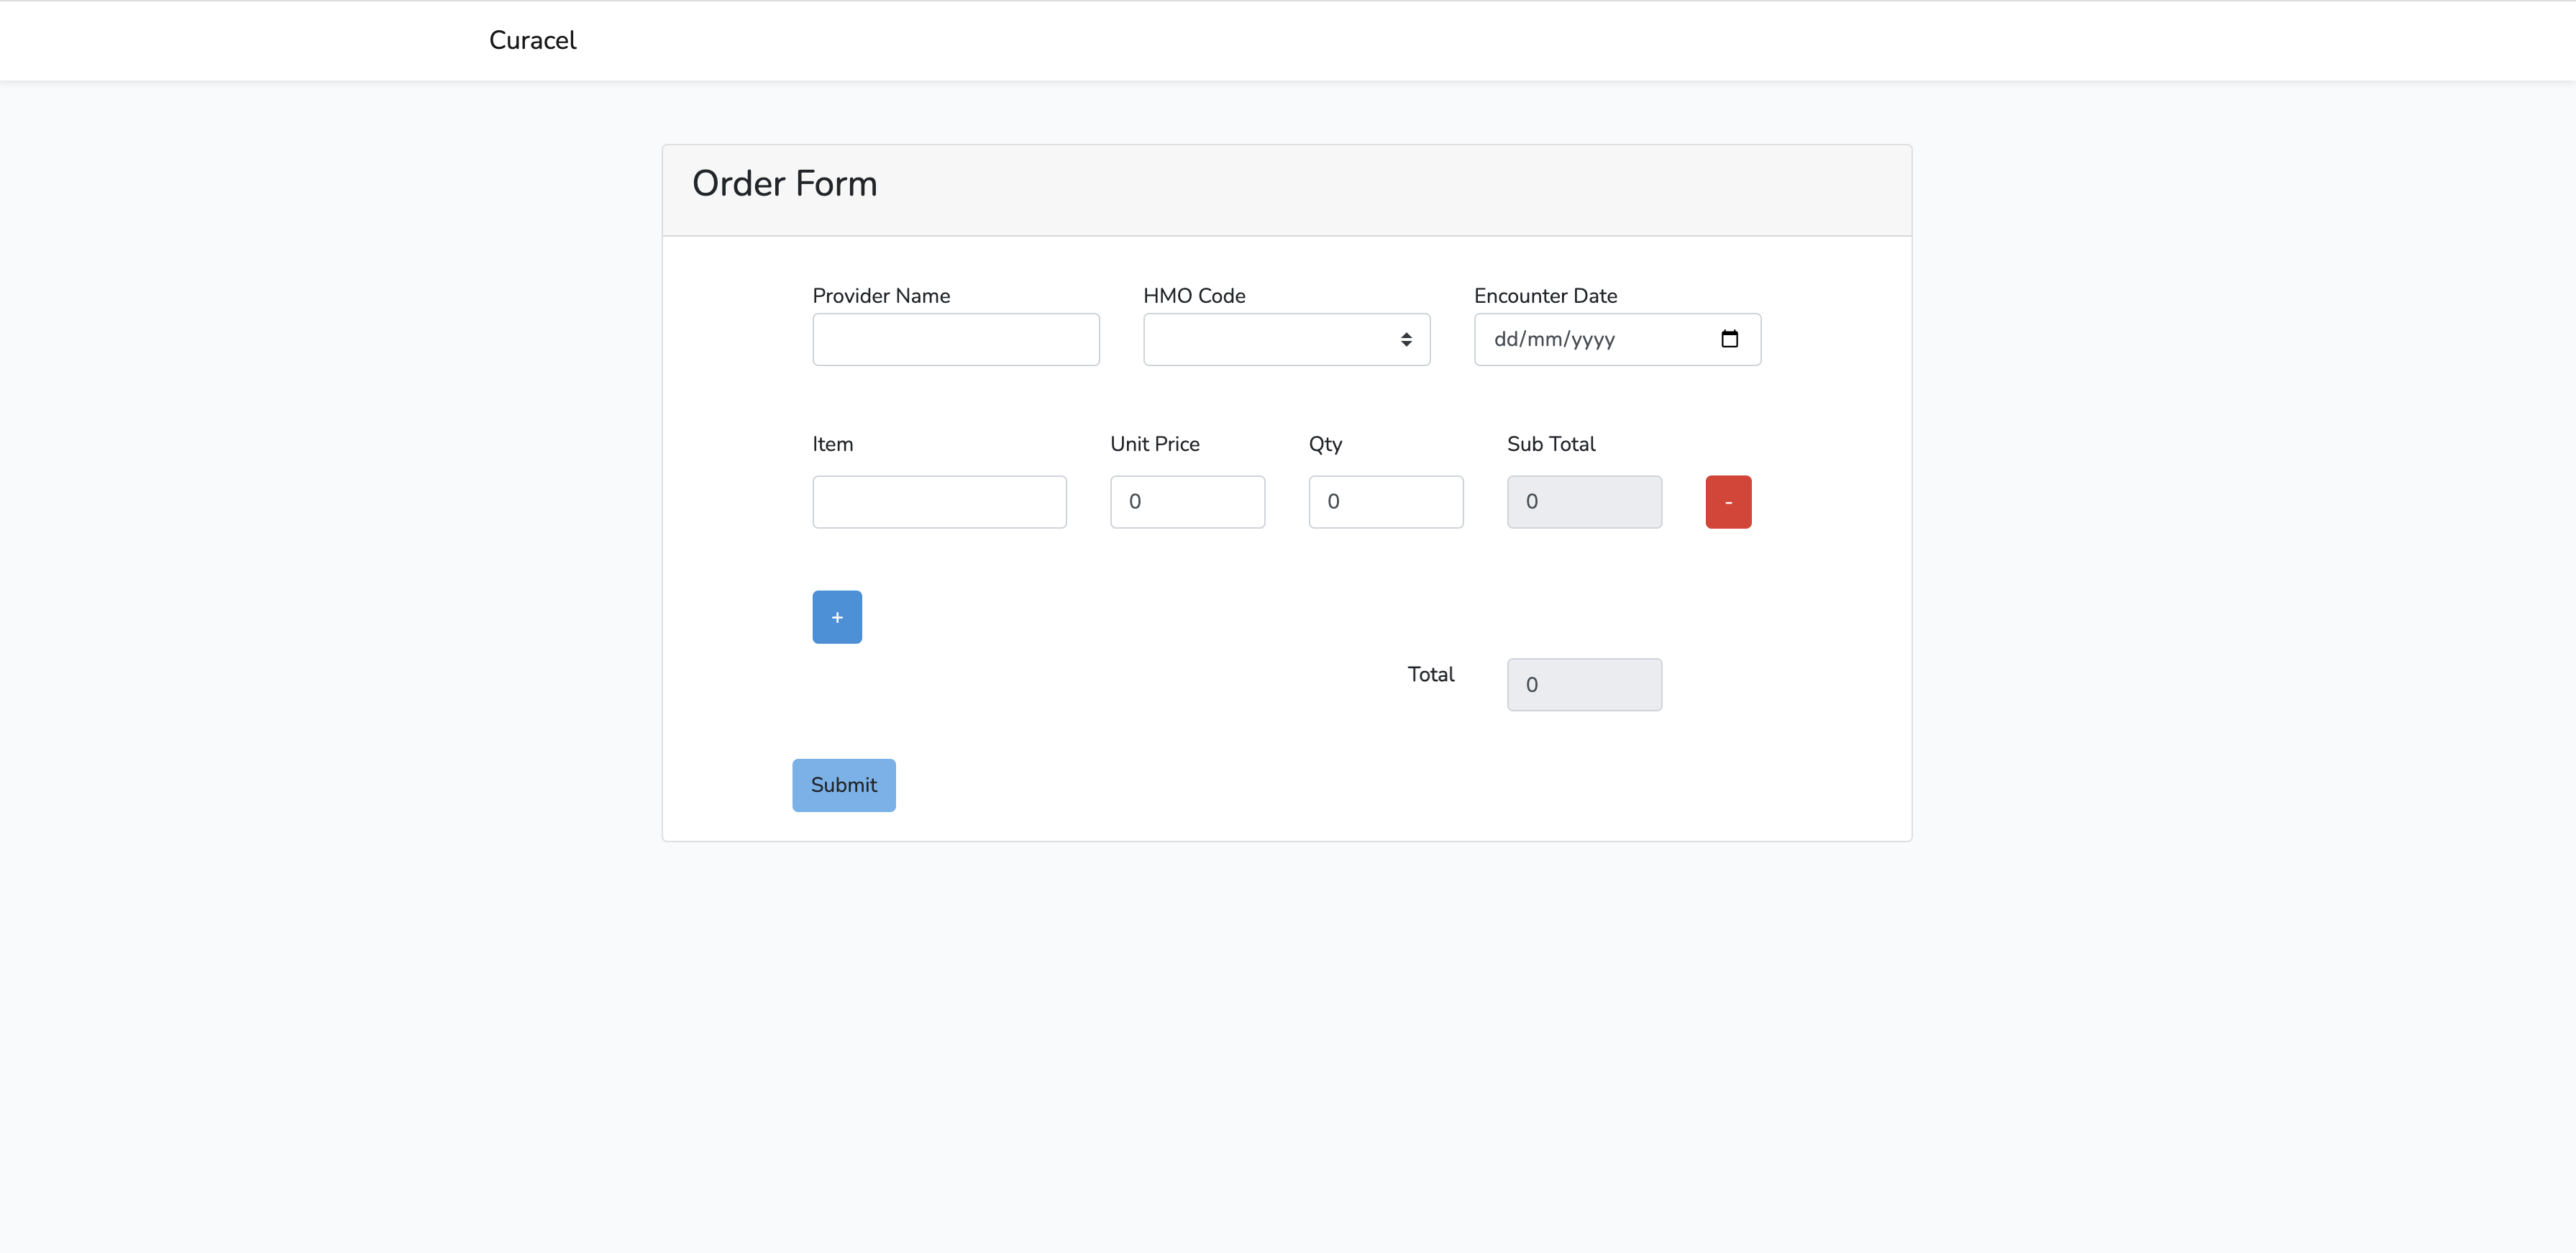 Curacel
Order Form
Provider Name HMO Code Encounter Date
dd/mm/yyyy
Item Unit Price Qty Sub Total
0 0 0 -
+
Total 0
Submit